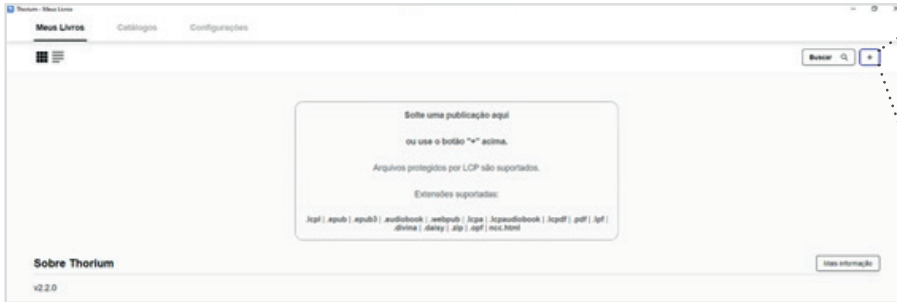 Thorium - Meus Livros
Meus Livros Catálogos Configurações
Buscar +
Solte uma publicação aqui
ou use o botão "+" acima.
Arquivos protegidos por LCP são suportados.
Extensões suportadas:
.lcpl | .epub | .epub3 | .audiobook | .webpub | .lcpa | .lcpaudiobook | .lcpdf | .pdf | .lpf |
.divina | .daisy | .zip | .opf | ncc.html
Sobre Thorium Mais informação
v2.2.0